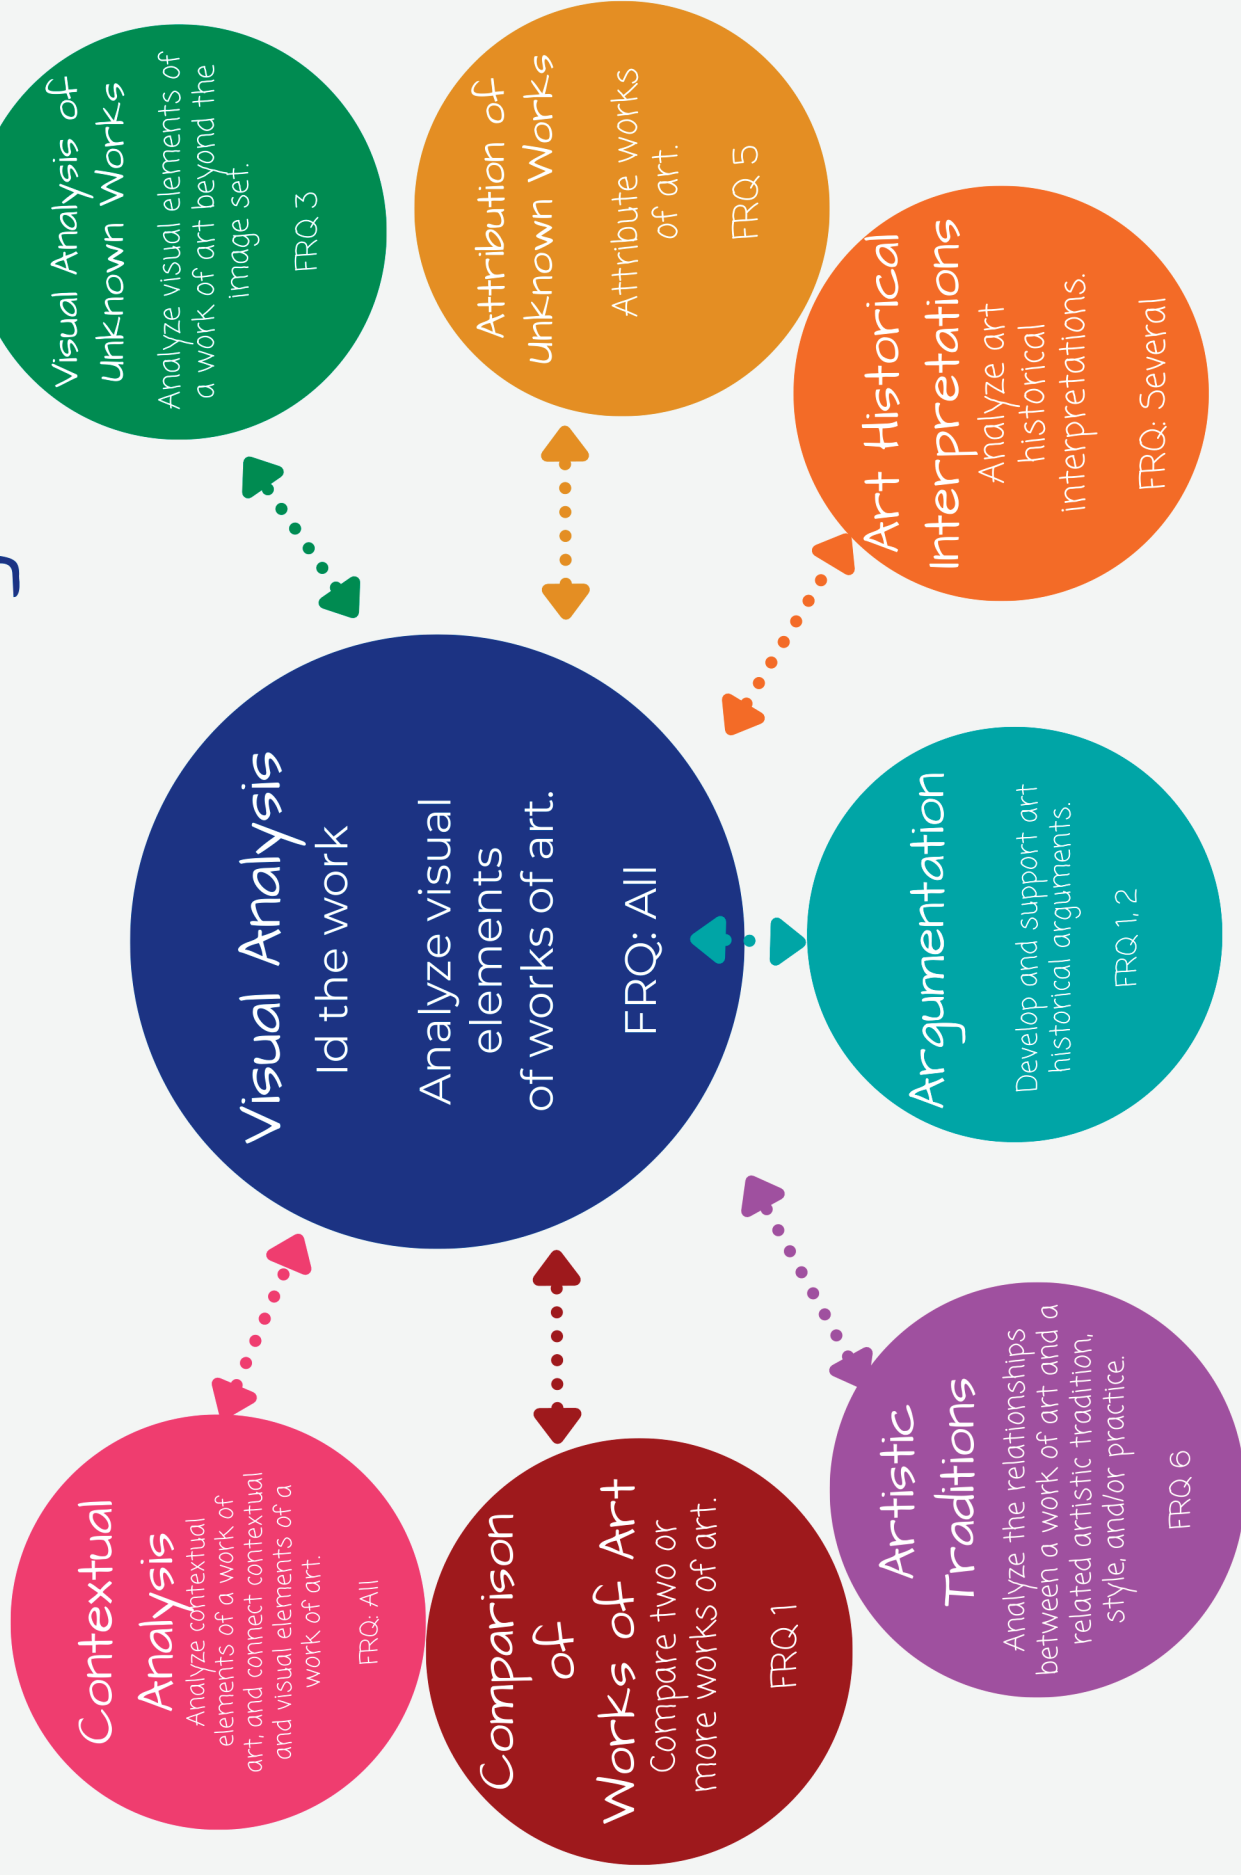 Visual Analysis
Id the work
Analyze visual
elements
of works of art.
FRQ: All
Contextual
Analysis
Analyze contextual
elements of a work of
art, and connect contextual
and visual elements of a
work of art.
FRQ: All
Comparison
of
Works of Art
Compare two or
more works of art.
FRQ 1
Artistic
Traditions
Analyze the relationships
between a work of art and a
related artistic tradition,
style, and/or practice.
FRQ 6
Argumentation
Develop and support art
historical arguments.
FRQ 1, 2
Art Historical
Interpretations
Analyze art
historical
interpretations.
FRQ: Several
Attribution of
Unknown Works
Attribute works
of art.
FRQ 5
Visual Analysis of
Unknown Works
Analyze visual elements of
a work of art beyond the
image set.
FRQ 3